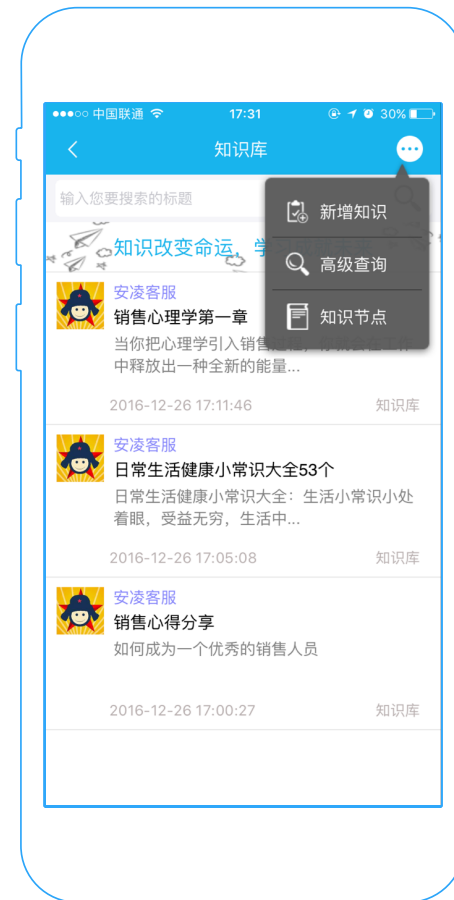 中国联通 17:31 30%
知识库
输入您要搜索的标题
新增知识
知识改变命运，学习
高级查询
知识节点
安凌客服
销售心理学第一章
当你把心理学引入销售
中释放出一种全新的能量...
2016-12-26 17:11:46 知识库
安凌客服
日常生活健康小常识大全53个
日常生活健康小常识大全：生活小常识小处
着眼，受益无穷，生活中...
2016-12-26 17:05:08 知识库
安凌客服
销售心得分享
如何成为一个优秀的销售人员
2016-12-26 17:00:27 知识库